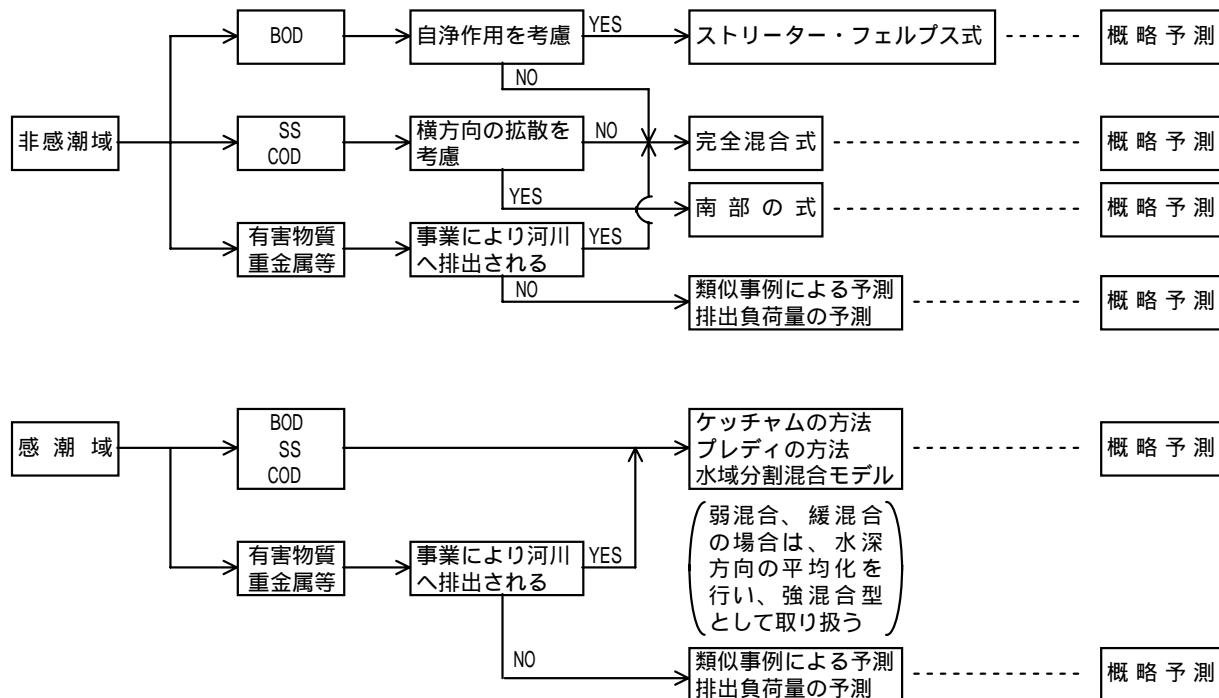 BOD
自浄作用を考慮
YES
ストリーター・フェルプス式
概略予測
NO
非感潮域
SS
COD
横方向の拡散を
考慮
NO
完全混合式
概略予測
YES
南部の式
概略予測
有害物質
重金属等
事業により河川
へ排出される
YES
NO
類似事例による予測
排出負荷量の予測
概略予測
感潮域
BOD
SS
COD
ケッチャムの方法
プレディの方法
水域分割混合モデル
概略予測
弱混合、緩混合
の場合は、水深
方向の平均化を
行い、強混合型
として取り扱う
有害物質
重金属等
事業により河川
へ排出される
YES
NO
類似事例による予測
排出負荷量の予測
概略予測